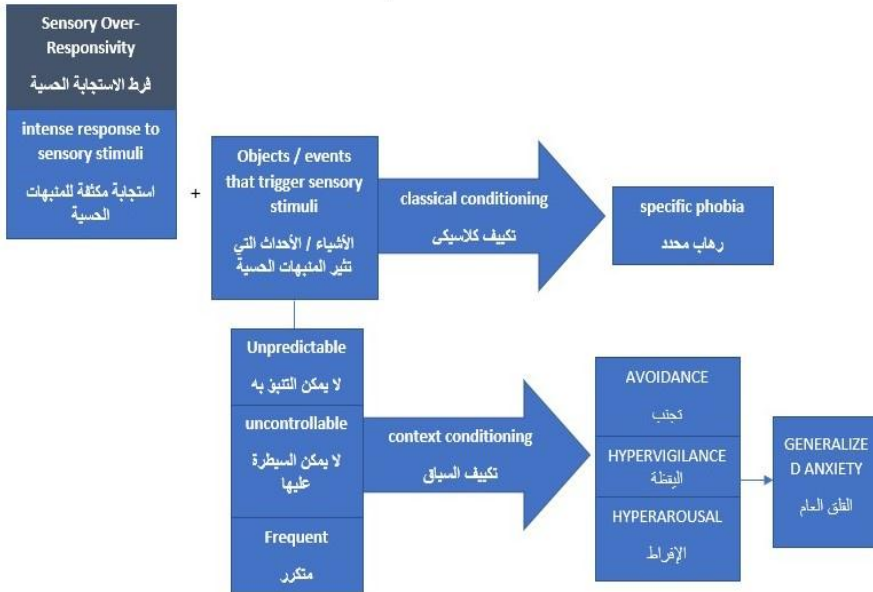 Sensory Over-
Responsivity
فرط الاستجابة الحسية
intense response to
sensory stimuli
استجابة مكثفة للمنبهات
الحسية
+
Objects / events
that trigger sensory
stimuli
الأشياء / الأحداث التي
تثير المنبهات الحسية
classical conditioning
تكييف كلاسيكى
specific phobia
رهاب محدد
Unpredictable
لا يمكن التنبؤ به
uncontrollable
لا يمكن السيطرة
عليها
Frequent
متكرر
context conditioning
تكييف السياق
AVOIDANCE
تجنب
HYPERVIGILANCE
اليقظة
HYPERAROUSAL
الإفراط
GENERALIZE
D ANXIETY
القلق العام